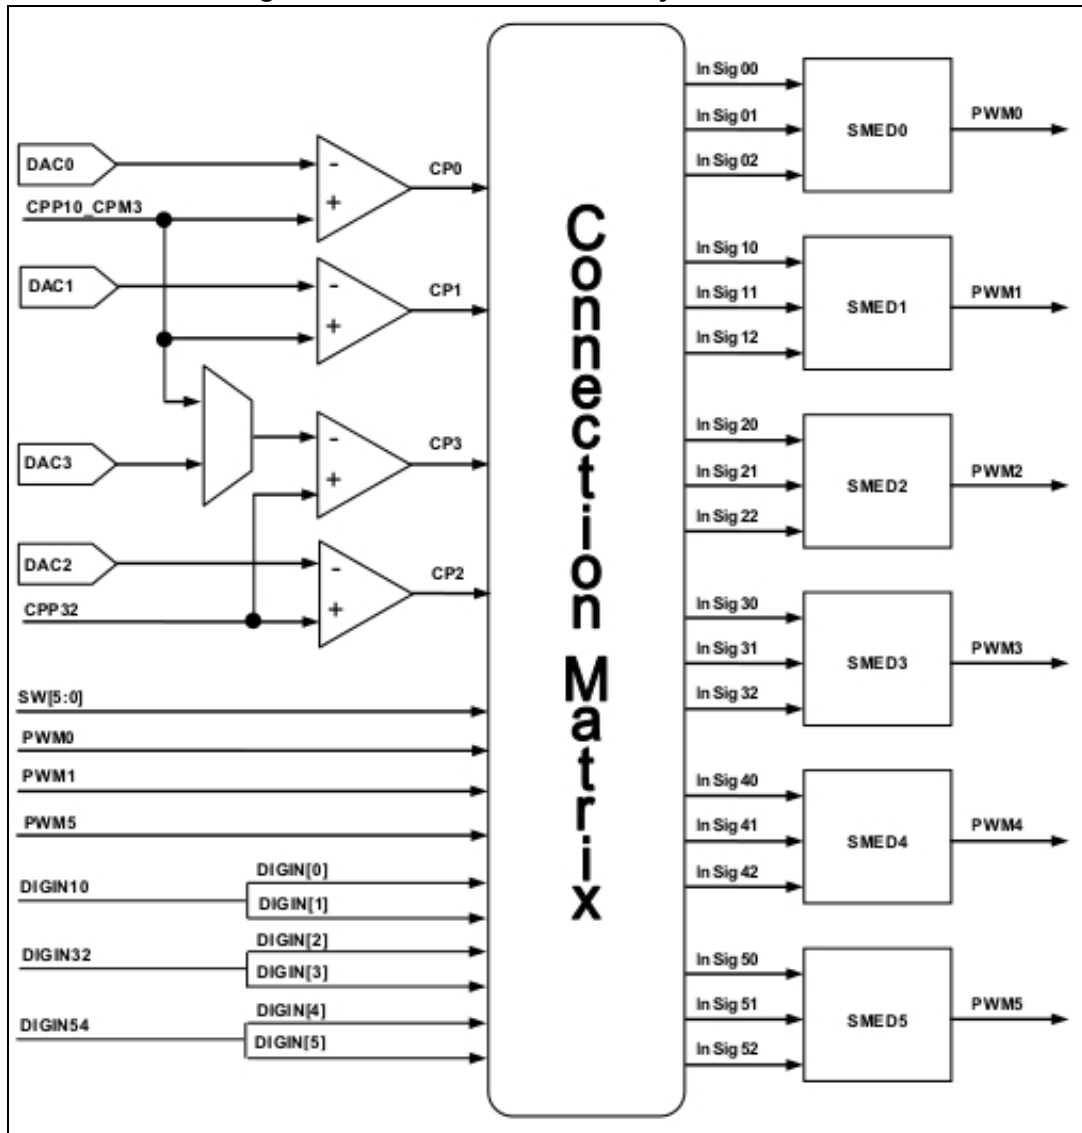 DAC0
CPP10_CPM3
-
+
CP0
DAC1
-
+
CP1
DAC3
-
+
CP3
DAC2
CPP32
-
+
CP2
SW[5:0]
PWM0
PWM1
PWM5
DIGIN10
DIGIN[0]
DIGIN[1]
DIGIN32
DIGIN[2]
DIGIN[3]
DIGIN54
DIGIN[4]
DIGIN[5]
Connection Matrix
In Sig 00
In Sig 01
In Sig 02
SMED0
PWM0
In Sig 10
In Sig 11
In Sig 12
SMED1
PWM1
In Sig 20
In Sig 21
In Sig 22
SMED2
PWM2
In Sig 30
In Sig 31
In Sig 32
SMED3
PWM3
In Sig 40
In Sig 41
In Sig 42
SMED4
PWM4
In Sig 50
In Sig 51
In Sig 52
SMED5
PWM5